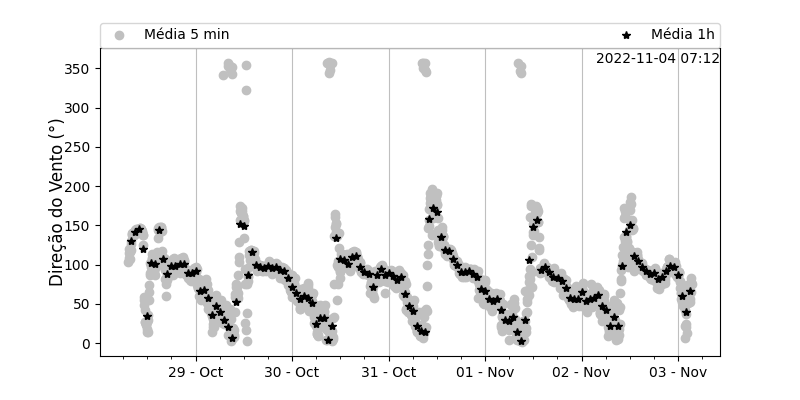 Média 5 min
Média 1h
2022-11-04 07:12
Direção do Vento (°)
350
300
250
200
150
100
50
0
29 - Oct
30 - Oct
31 - Oct
01 - Nov
02 - Nov
03 - Nov